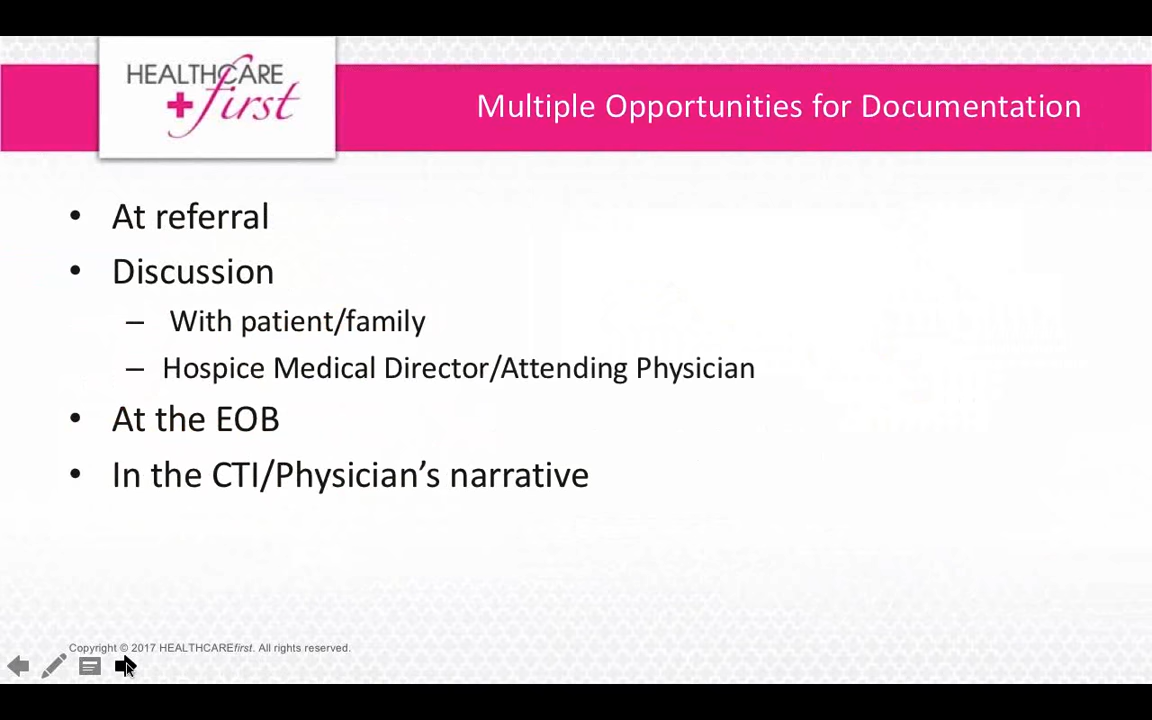 HEALTHCARE
first
Multiple Opportunities for Documentation
• At referral
• Discussion
– With patient/family
– Hospice Medical Director/Attending Physician
• At the EOB
• In the CTI/Physician’s narrative
Copyright © 2017 HEALTHCAREfirst. All rights reserved.